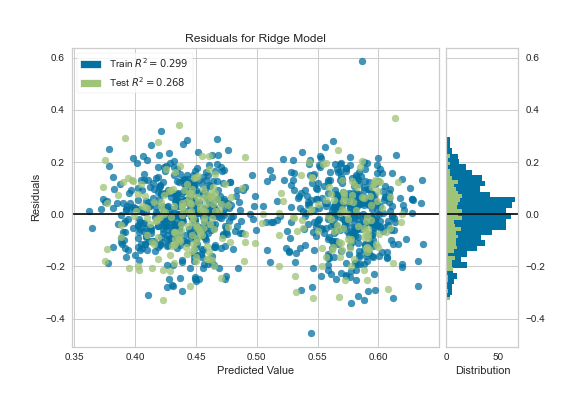 Residuals for Ridge Model
Train R² = 0.299
Test R² = 0.268
Residuals
0.6
0.4
0.2
0.0
−0.2
−0.4
0.35 0.40 0.45 0.50 0.55 0.60
Predicted Value
0.6
0.4
0.2
0.0
−0.2
−0.4
0 50
Distribution